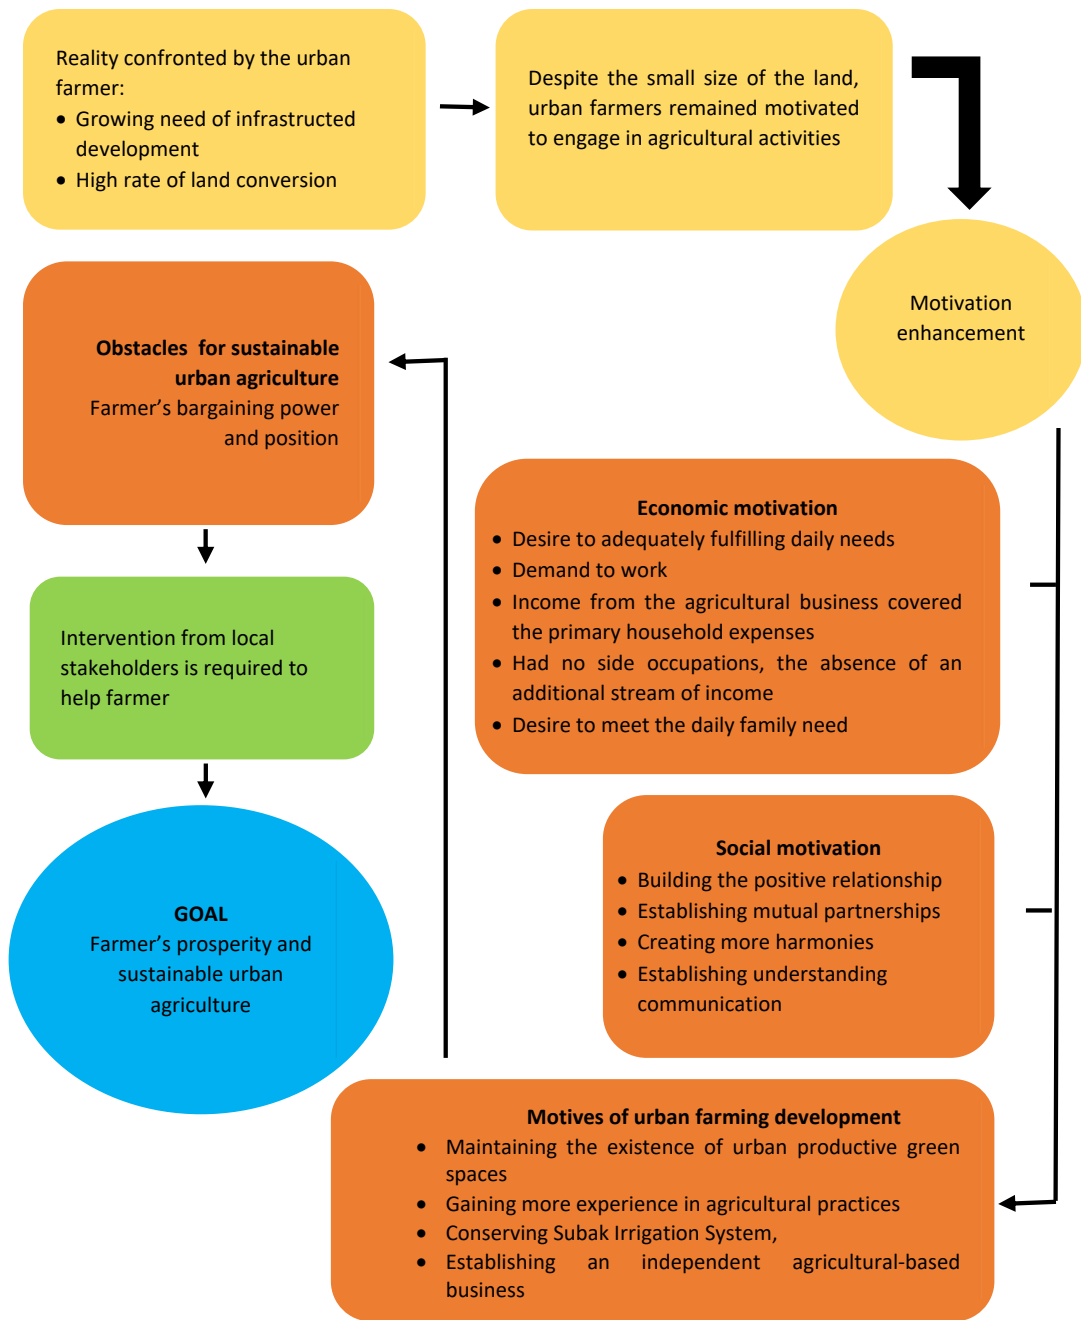 Reality confronted by the urban
farmer:
• Growing need of infrastructed
development
• High rate of land conversion
Despite the small size of the land,
urban farmers remained motivated
to engage in agricultural activities
Motivation
enhancement
Obstacles for sustainable
urban agriculture
Farmer's bargaining power
and position
Economic motivation
• Desire to adequately fulfilling daily needs
• Demand to work
• Income from the agricultural business covered
the primary household expenses
• Had no side occupations, the absence of an
additional stream of income
• Desire to meet the daily family need
Intervention from local
stakeholders is required to
help farmer
Social motivation
• Building the positive relationship
• Establishing mutual partnerships
• Creating more harmonies
• Establishing understanding
communication
GOAL
Farmer's prosperity and
sustainable urban
agriculture
Motives of urban farming development
• Maintaining the existence of urban productive green
spaces
• Gaining more experience in agricultural practices
• Conserving Subak Irrigation System,
• Establishing an independent agricultural-based
business